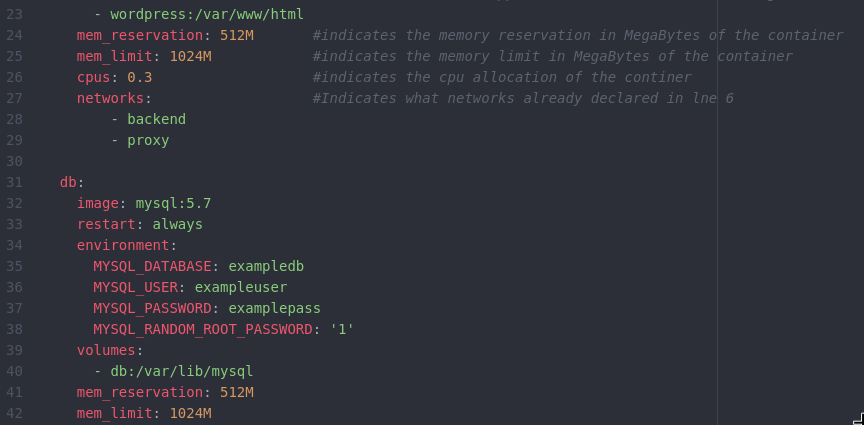 23 - wordpress:/var/www/html
24 mem_reservation: 512M #indicates the memory reservation in MegaBytes of the container
25 mem_limit: 1024M #indicates the memory limit in MegaBytes of the container
26 cpus: 0.3 #indicates the cpu allocation of the continer
27 networks: #Indicates what networks already declared in lne 6
28 - backend
29 - proxy
30
31 db:
32 image: mysql:5.7
33 restart: always
34 environment:
35 MYSQL_DATABASE: exampledb
36 MYSQL_USER: exampleuser
37 MYSQL_PASSWORD: examplepass
38 MYSQL_RANDOM_ROOT_PASSWORD: '1'
39 volumes:
40 - db:/var/lib/mysql
41 mem_reservation: 512M
42 mem_limit: 1024M